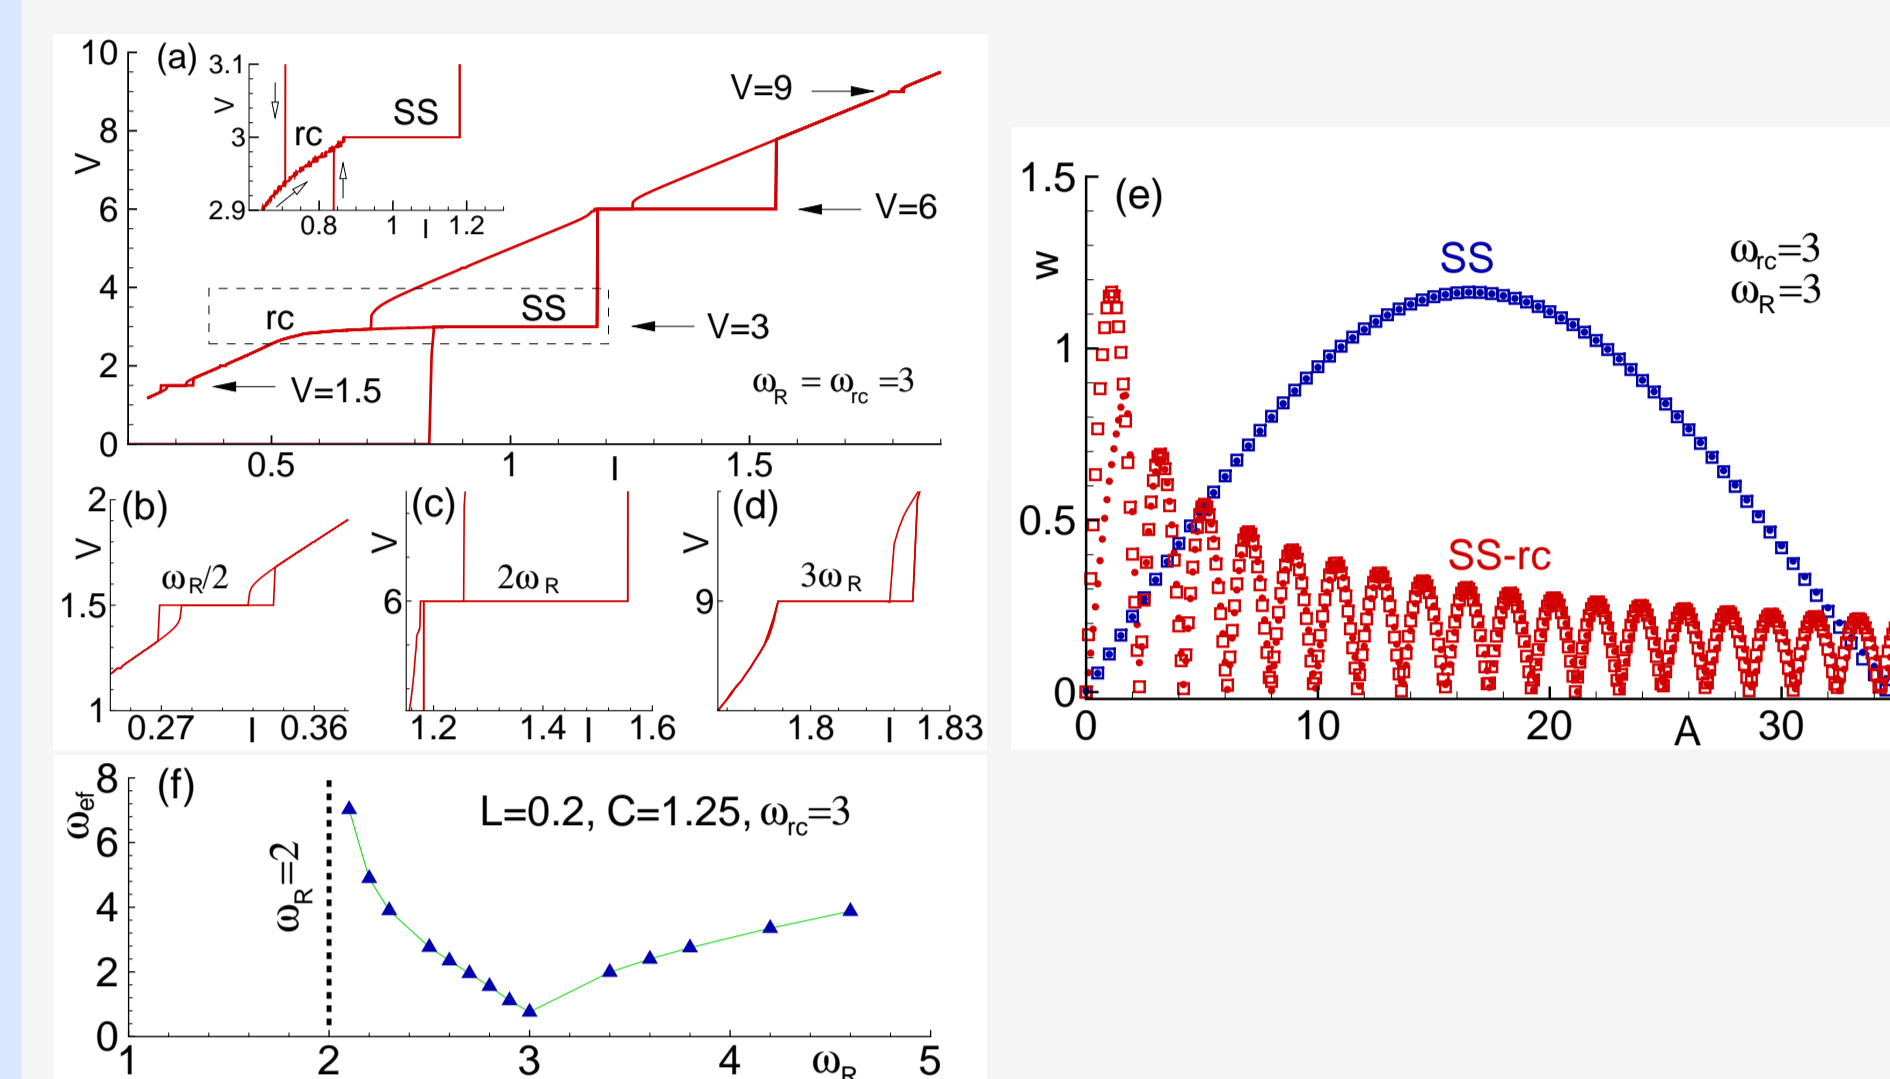 (a)
10
8
6
4
2
0
V
3.1
3
2.9
V
rc
SS
0.8 1 I 1.2
V=9
V=6
rc
SS
V=3
V=1.5
ωR = ωrc =3
0.5 1 I 1.5
(b)
2
1.5
1
V
ωR/2
0.27 I 0.36
(c)
V
6
2ωR
1.2 1.4 I 1.6
(d)
V
9
3ωR
1.8 I 1.83
(e)
1.5
1
0.5
0
w
SS
ωrc=3
ωR=3
SS-rc
0 10 20 A 30
(f)
8
6
4
2
0
ωef
L=0.2, C=1.25, ωrc=3
ωR=2
1 2 3 4 ωR 5